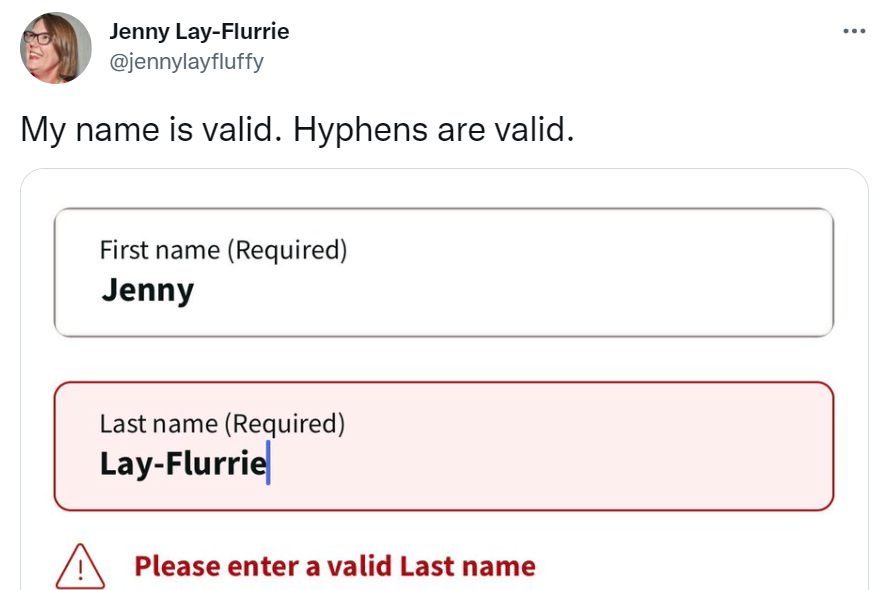 Jenny Lay-Flurrie
@jennylayfluffy
My name is valid. Hyphens are valid.
First name (Required)
Jenny
Last name (Required)
Lay-Flurrie
Please enter a valid Last name